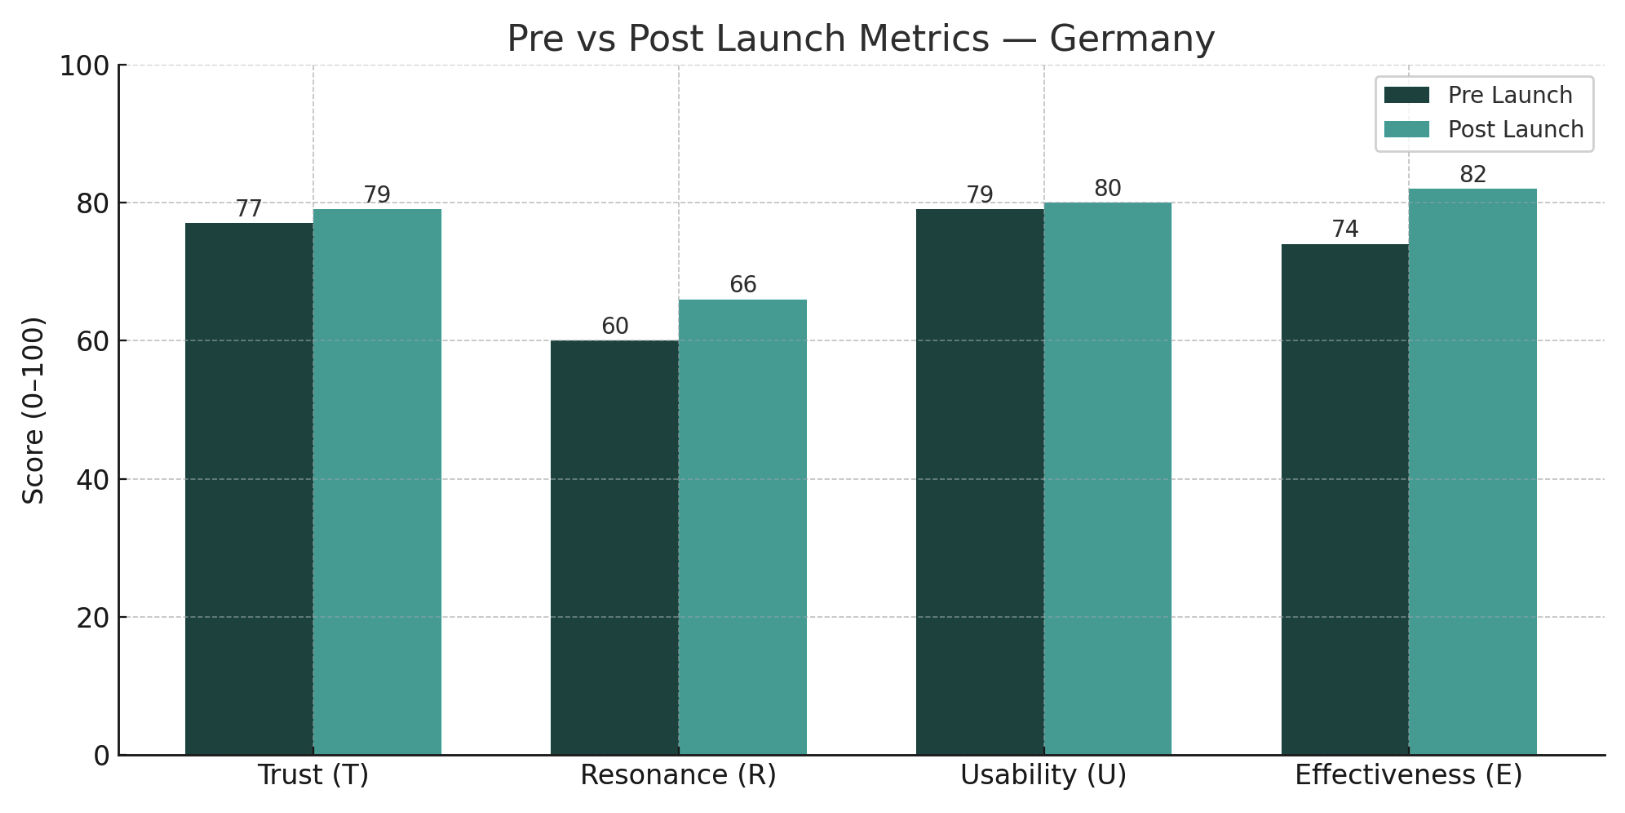 Pre vs Post Launch Metrics — Germany
Pre Launch
Post Launch
Score (0–100)
100
80
60
40
20
0
77
79
60
66
79
80
74
82
Trust (T)
Resonance (R)
Usability (U)
Effectiveness (E)